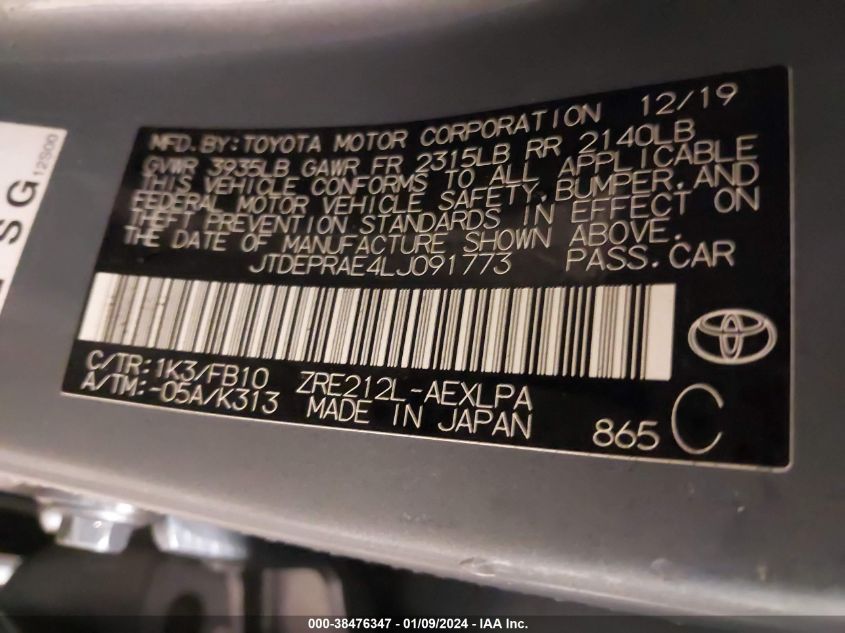 MFD.BY:TOYOTA MOTOR CORPORATION 12/19
GVWR 3935LB GAWR FR 2315LB RR 2140LB
THIS VEHICLE CONFORMS TO ALL APPLICABLE
FEDERAL MOTOR VEHICLE SAFETY,BUMPER,AND
THEFT PREVENTION STANDARDS IN EFFECT ON
THE DATE OF MANUFACTURE SHOWN ABOVE.
JTDEPRAE4LJ091773 PASS.CAR
C/TR:1K3/FB10 ZRE212L-AEXLPA
A/TM:-05A/K313 MADE IN JAPAN 865 C
SG
12S00
000-38476347 - 01/09/2024 - IAA Inc.